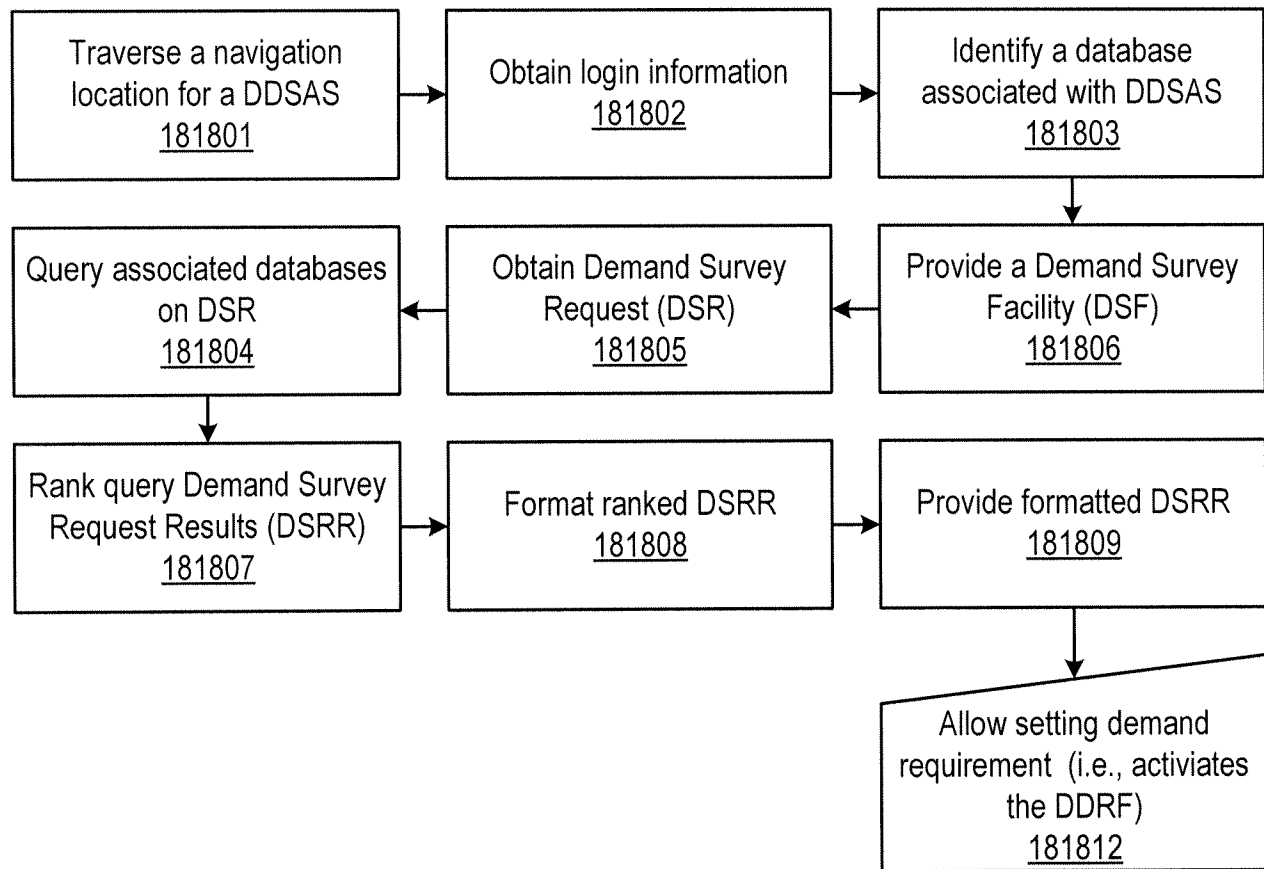 Traverse a navigation
location for a DDSAS
181801
Obtain login information
181802
Identify a database
associated with DDSAS
181803
Provide a Demand Survey
Facility (DSF)
181806
Obtain Demand Survey
Request (DSR)
181805
Query associated databases
on DSR
181804
Rank query Demand Survey
Request Results (DSRR)
181807
Format ranked DSRR
181808
Provide formatted DSRR
181809
Allow setting demand
requirement (i.e., activiates
the DDRF)
181812